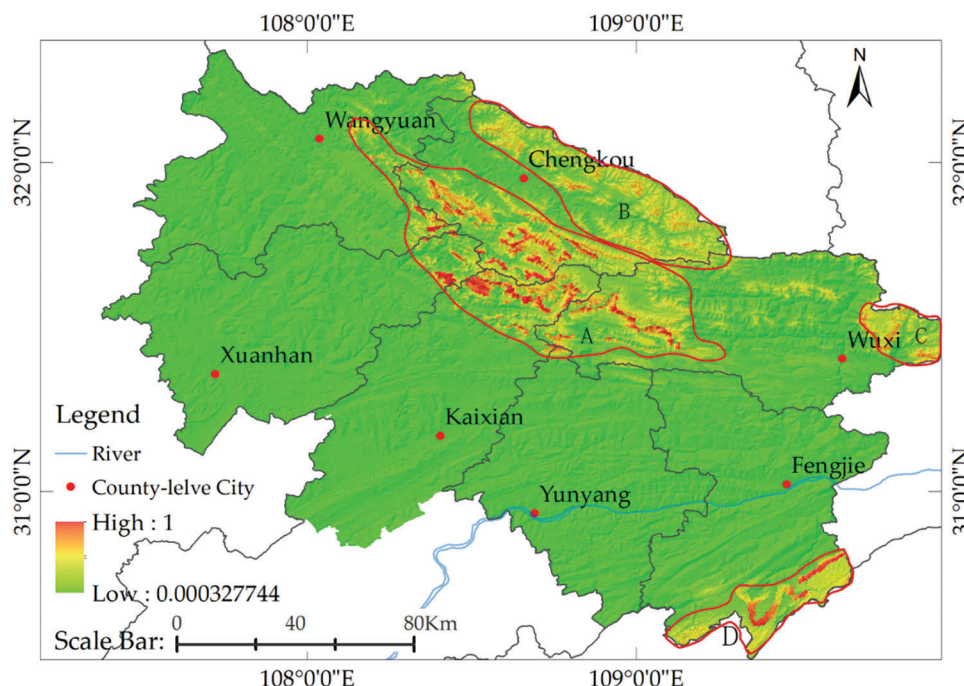 108°0'0"E 109°0'0"E
N
32°0'0"N
32°0'0"N
Wangyuan
Chengkou
B
A
Wuxi
C
Xuanhan
Kaixian
Fengjie
Yunyang
31°0'0"N
31°0'0"N
D
Legend
River
County-lelve City
High : 1
Low : 0.000327744
Scale Bar:
0 40 80Km
108°0'0"E 109°0'0"E